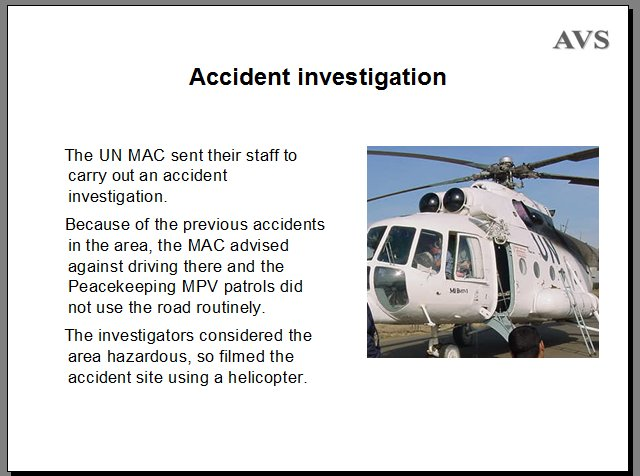 AVS
Accident investigation
The UN MAC sent their staff to
carry out an accident
investigation.
Because of the previous accidents
in the area, the MAC advised
against driving there and the
Peacekeeping MPV patrols did
not use the road routinely.
The investigators considered the
area hazardous, so filmed the
accident site using a helicopter.
UN